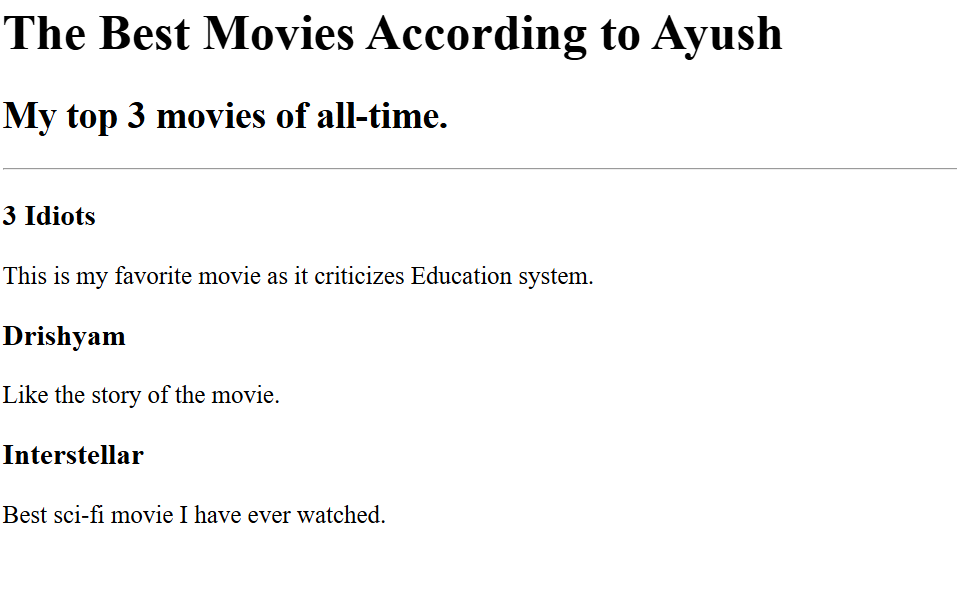 The Best Movies According to Ayush
My top 3 movies of all-time.
3 Idiots
This is my favorite movie as it criticizes Education system.
Drishyam
Like the story of the movie.
Interstellar
Best sci-fi movie I have ever watched.